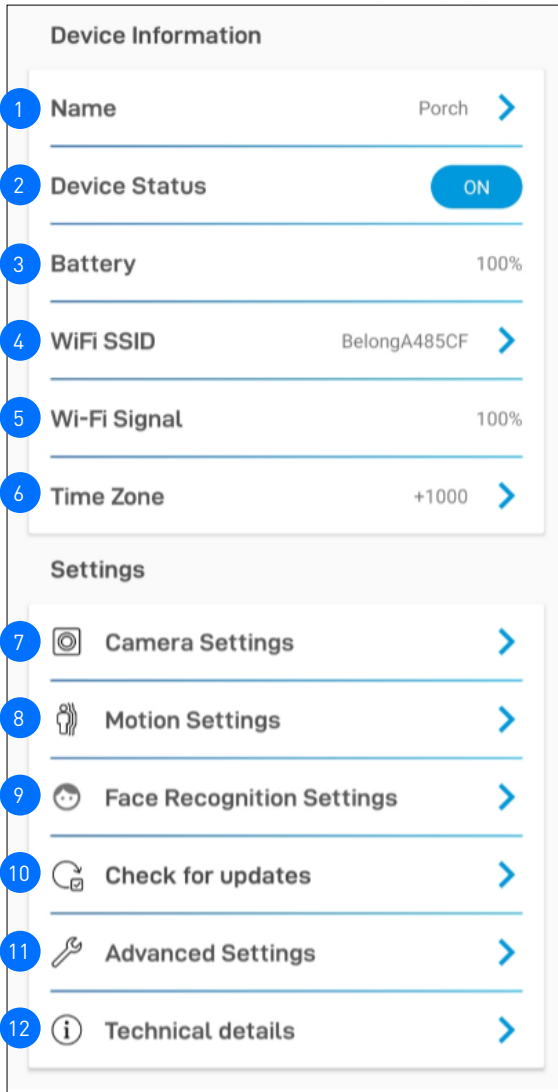 Device Information
1 Name Porch
2 Device Status ON
3 Battery 100%
4 WiFi SSID BelongA485CF
5 Wi-Fi Signal 100%
6 Time Zone +1000
Settings
7 Camera Settings
8 Motion Settings
9 Face Recognition Settings
10 Check for updates
11 Advanced Settings
12 Technical details